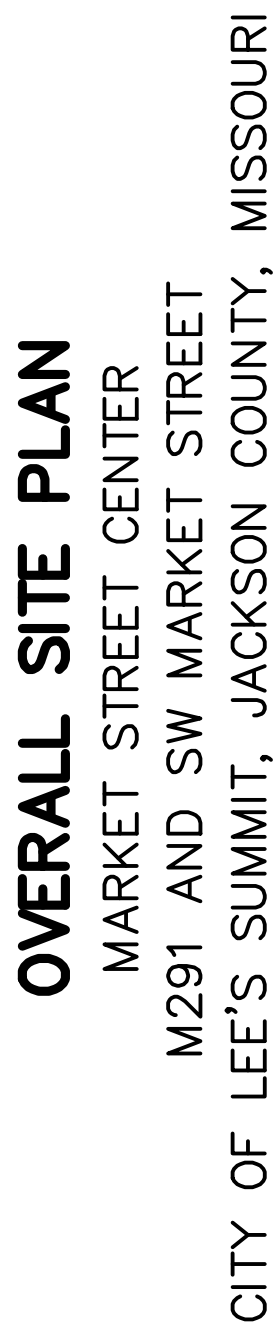 OVERALL SITE PLAN
MARKET STREET CENTER
M291 AND SW MARKET STREET
CITY OF LEE'S SUMMIT, JACKSON COUNTY, MISSOURI